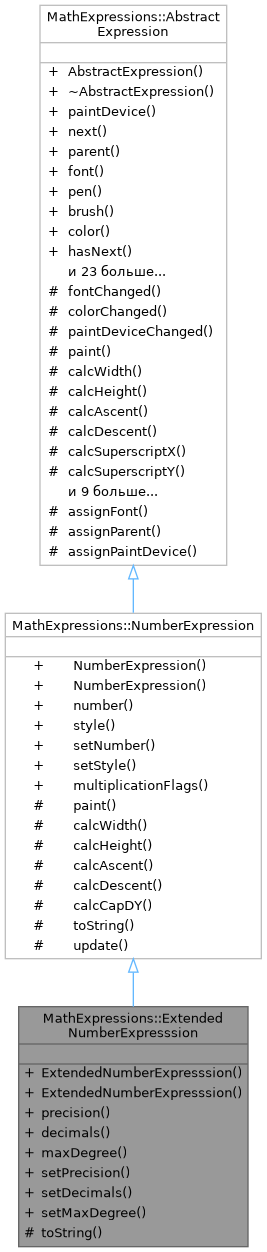 MathExpressions::Abstract
Expression
+ AbstractExpression()
+ ~AbstractExpression()
+ paintDevice()
+ next()
+ parent()
+ font()
+ pen()
+ brush()
+ color()
+ hasNext()
и 23 больше...
# fontChanged()
# colorChanged()
# paintDeviceChanged()
# paint()
# calcWidth()
# calcHeight()
# calcAscent()
# calcDescent()
# calcSuperscriptX()
# calcSuperscriptY()
и 9 больше...
# assignFont()
# assignParent()
# assignPaintDevice()
MathExpressions::NumberExpression
+ NumberExpression()
+ NumberExpression()
+ number()
+ style()
+ setNumber()
+ setStyle()
+ multiplicationFlags()
# paint()
# calcWidth()
# calcHeight()
# calcAscent()
# calcDescent()
# calcCapDY()
# toString()
# update()
MathExpressions::Extended
NumberExpresssion
+ ExtendedNumberExpresssion()
+ ExtendedNumberExpresssion()
+ precision()
+ decimals()
+ maxDegree()
+ setPrecision()
+ setDecimals()
+ setMaxDegree()
# toString()